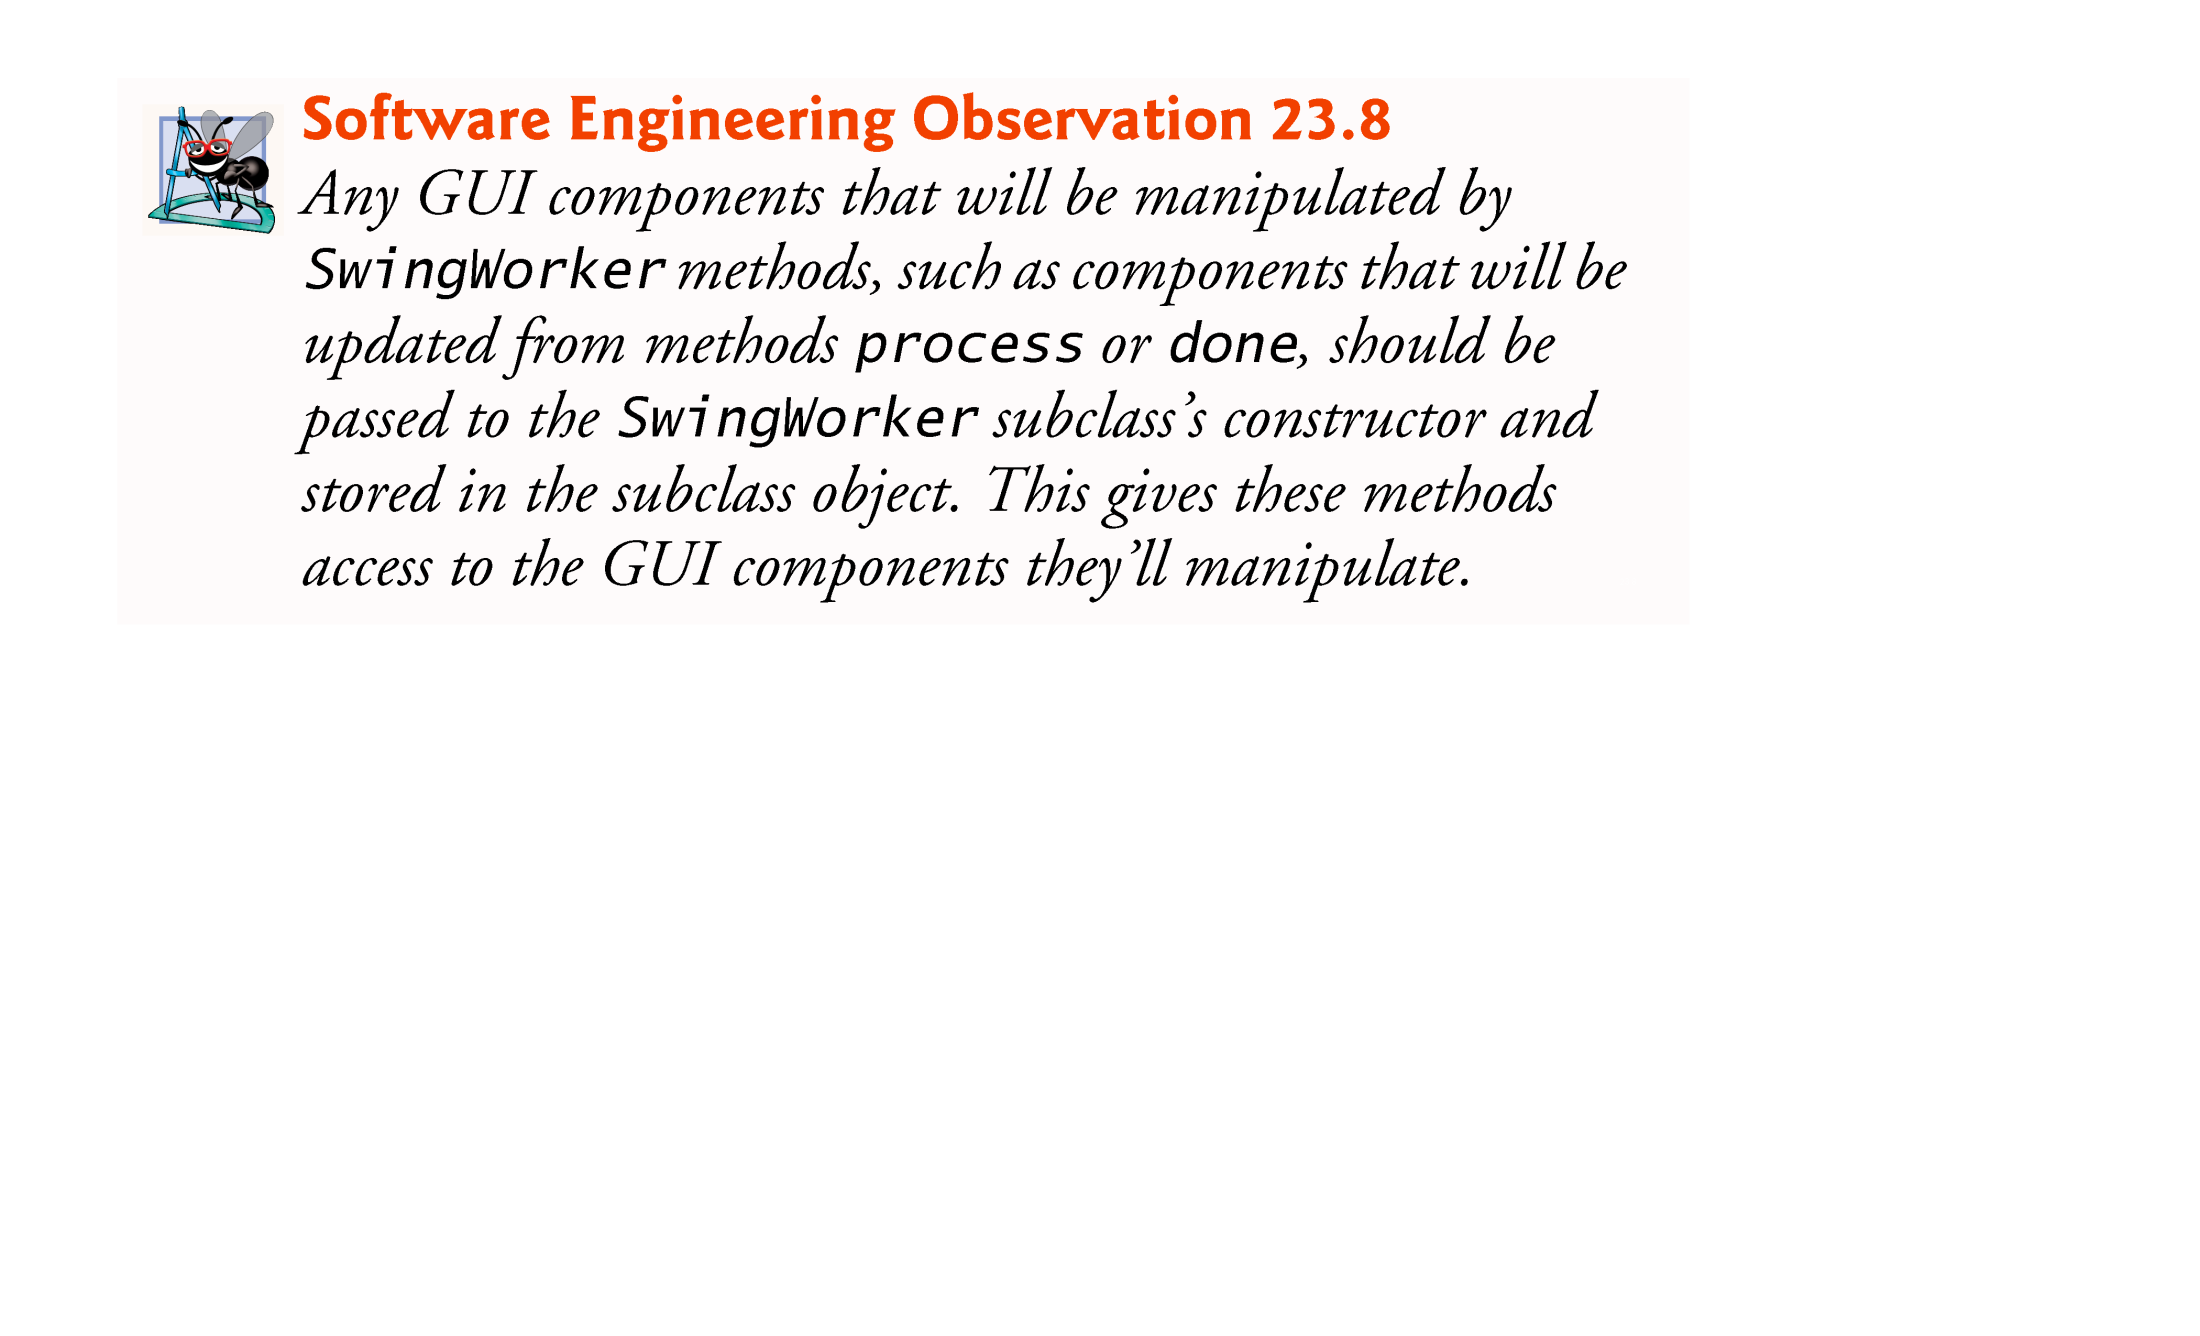 Software Engineering Observation 23.8
Any GUI components that will be manipulated by
SwingWorker methods, such as components that will be
updated from methods process or done, should be
passed to the SwingWorker subclass’s constructor and
stored in the subclass object. This gives these methods
access to the GUI components they’ll manipulate.